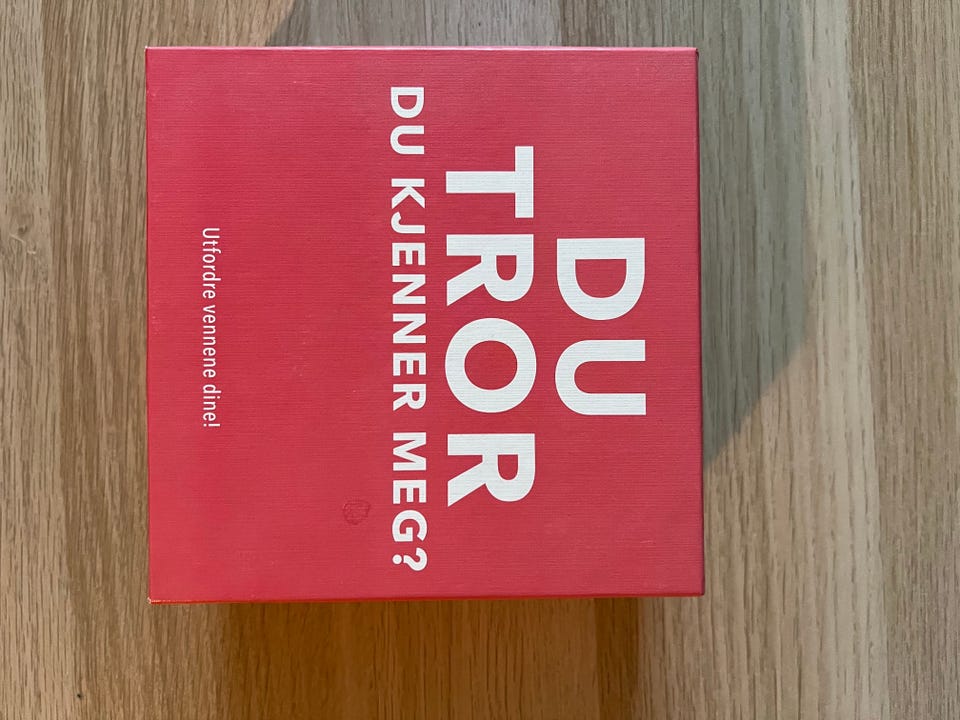 DU
TROR
DU KJENNER MEG?
Utfordre vennene dine!